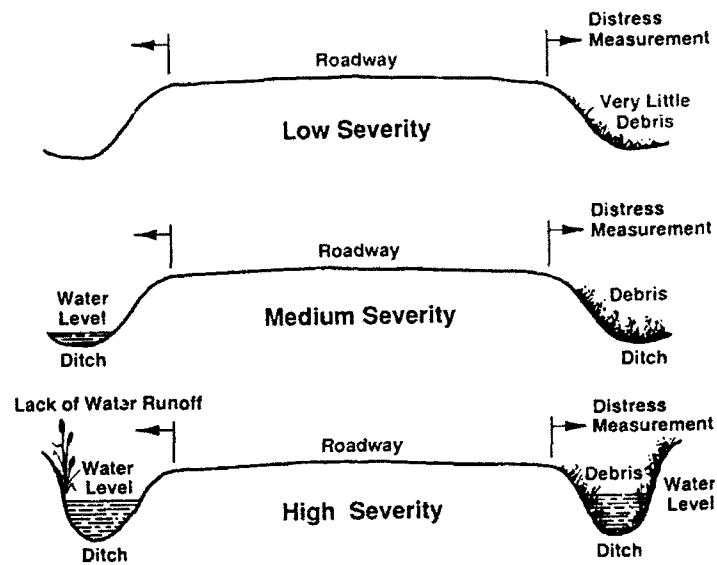 Distress
Measurement
Roadway
Very Little
Debris
Low Severity
Distress
Measurement
Roadway
Water
Level
Debris
Medium Severity
Ditch
Ditch
Lack of Water Runoff
Distress
Measurement
Roadway
Water
Level
Debris
Water
Level
High Severity
Ditch
Ditch